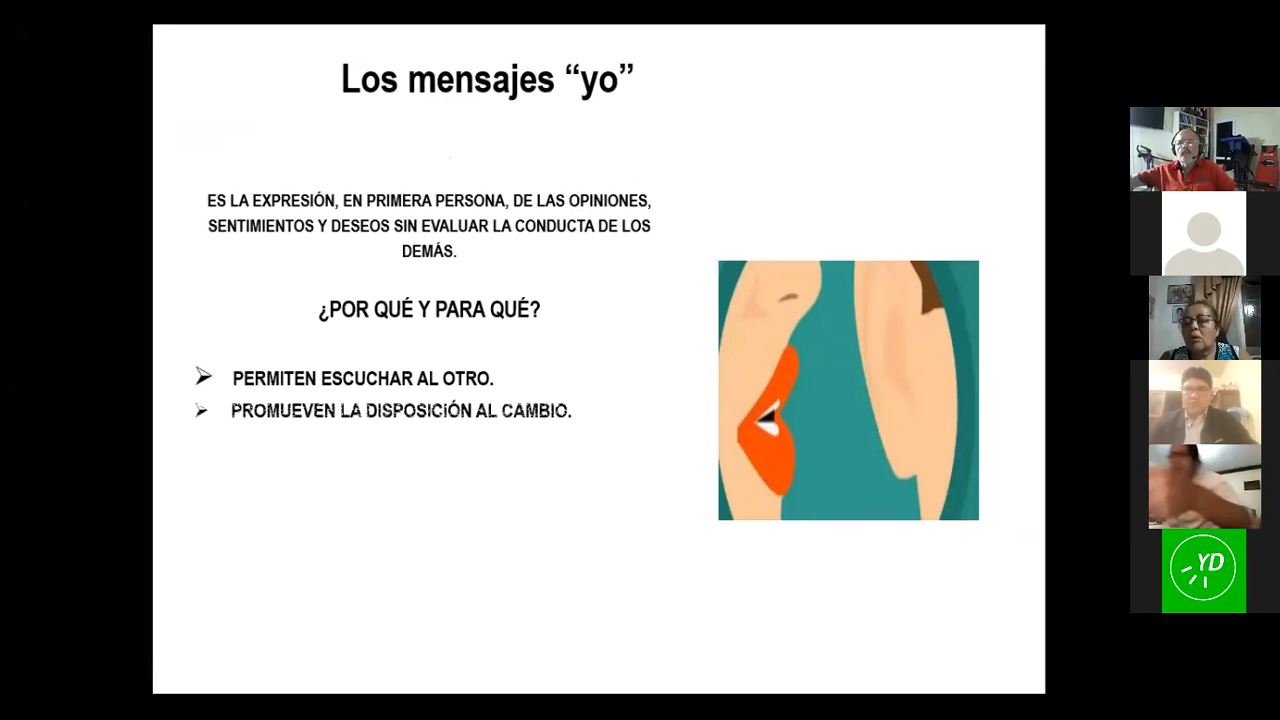 Los mensajes “yo”
ES LA EXPRESIÓN, EN PRIMERA PERSONA, DE LAS OPINIONES,
SENTIMIENTOS Y DESEOS SIN EVALUAR LA CONDUCTA DE LOS
DEMÁS.
¿POR QUÉ Y PARA QUÉ?
PERMITEN ESCUCHAR AL OTRO.
PROMUEVEN LA DISPOSICIÓN AL CAMBIO.
YD